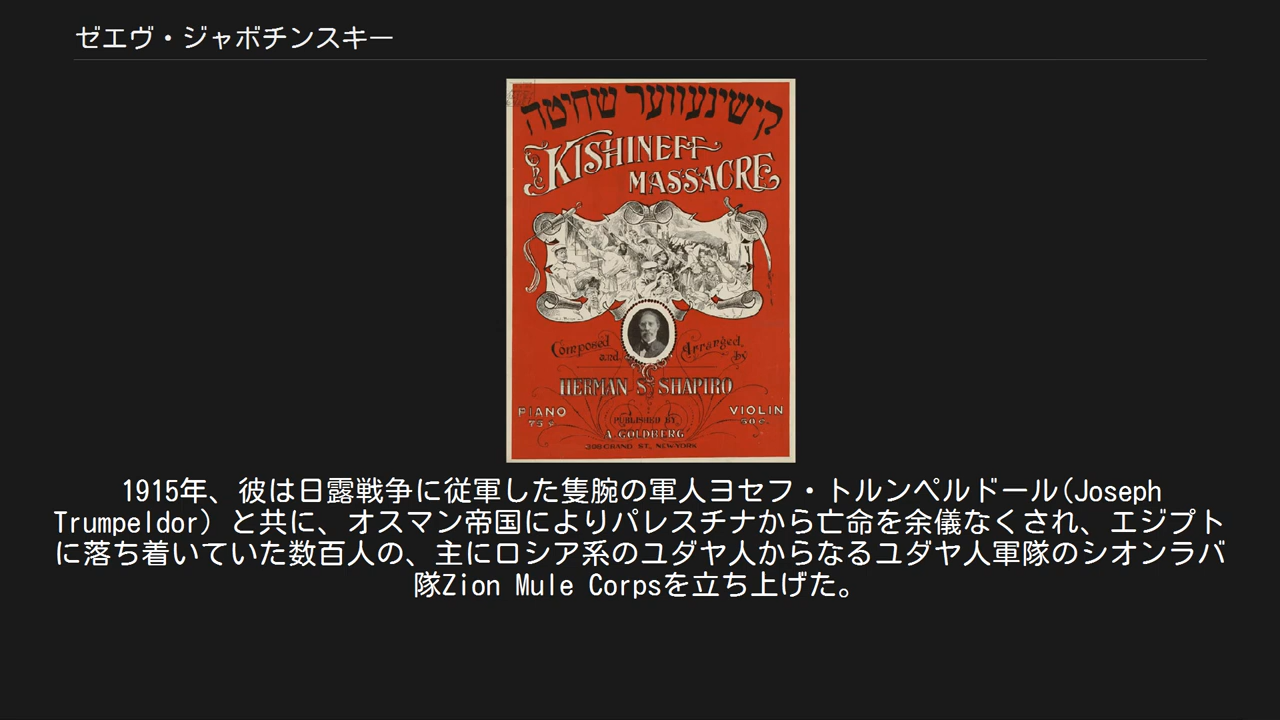 ゼエヴ・ジャボチンスキー
קישינעווער שחיטה
THE KISHINEFF
MASSACRE
Composed and Arranged by
HERMAN S. SHAPIRO
PIANO
75 ¢
VIOLIN
50 ¢
PUBLISHED BY
A. GOLDBERG
398 GRAND ST., NEW-YORK
1915年、彼は日露戦争に従軍した隻腕の軍人ヨセフ・トルンペルドール(Joseph
Trumpeldor) と共に、オスマン帝国によりパレスチナから亡命を余儀なくされ、エジプト
に落ち着いていた数百人の、主にロシア系のユダヤ人からなるユダヤ人軍隊のシオンラバ
隊Zion Mule Corpsを立ち上げた。